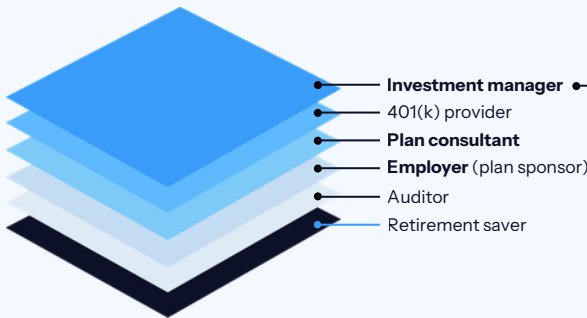 Investment manager
401(k) provider
Plan consultant
Employer (plan sponsor)
Auditor
Retirement saver